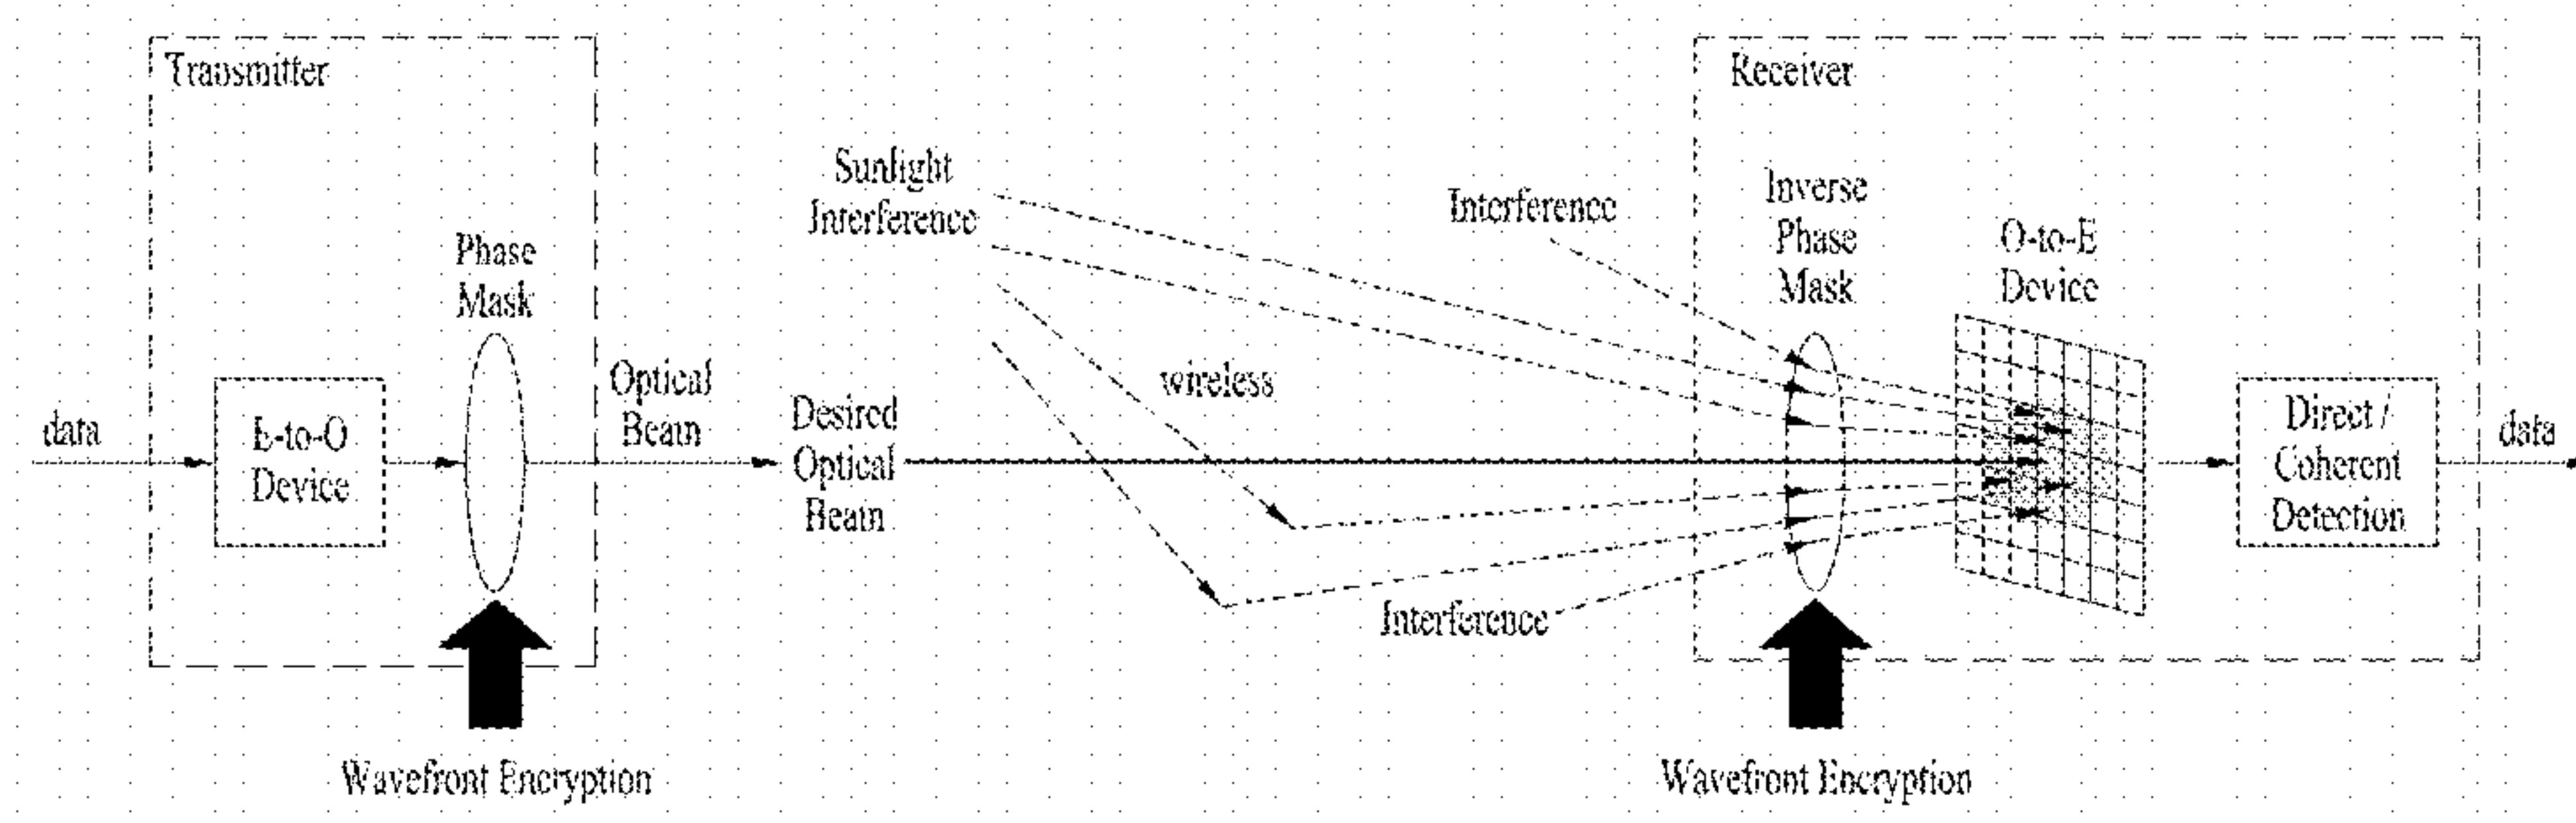 Transmitter
Receiver
Sunlight
Interference
Interference
Inverse
Phase
Mask
O-to-E
Device
Phase
Mask
data
E-to-O
Device
Optical
Beam
Desired
Optical
Beam
wireless
Direct /
Coherent
Detection
data
Interference
Wavefront Encryption
Wavefront Encryption